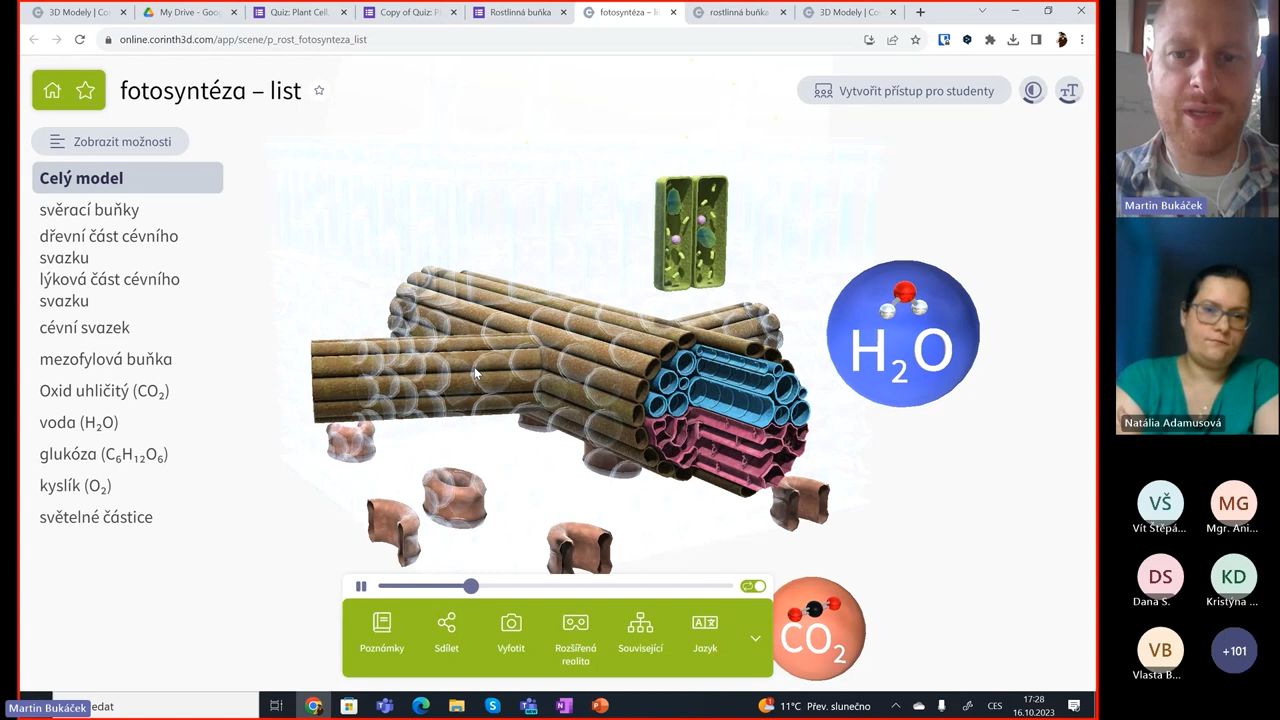 3D Modely | Co
My Drive - Goo
Quiz: Plant Cell
Copy of Quiz: P
Rostlinná buňka
fotosyntéza – li
rostlinná buňka
3D Modely | Co
online.corinth3d.com/app/scene/p_rost_fotosynteza_list
fotosyntéza – list
Vytvořit přístup pro studenty
TT
Zobrazit možnosti
Celý model
svěrací buňky
dřevní část cévního
svazku
lýková část cévního
svazku
cévní svazek
mezofylová buňka
Oxid uhličitý (CO₂)
voda (H₂O)
glukóza (C₆H₁₂O₆)
kyslík (O₂)
světelné částice
H₂O
CO₂
Poznámky
Sdílet
Vyfotit
Rozšířená
realita
Související
Jazyk
Martin Bukáček
edat
11°C Přev. slunečno
CES
17:28
16.10.2023
Martin Bukáček
Natália Adamusová
VŠ
Vít Štěpá...
MG
Mgr. Ani...
DS
Dana S.
KD
Kristýna ...
VB
Vlasta B...
+101